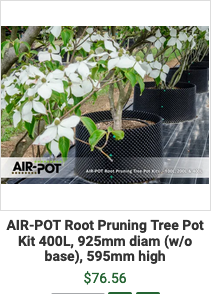 AIR-POT
AIR-POT Root Pruning Tree Pot
AIR-POT Root Pruning Tree Pot
Kit 400L, 925mm diam (w/o
base), 595mm high
$76.56